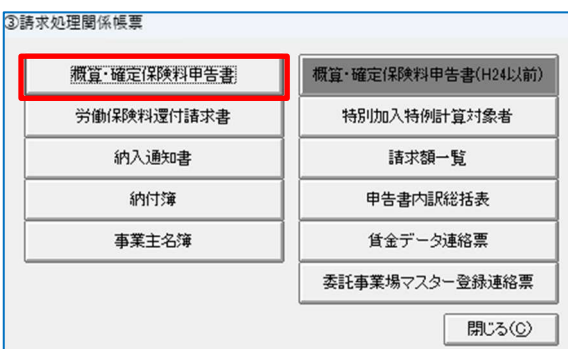 ③請求処理関係帳票
概算・確定保険料申告書
労働保険料還付請求書
納入通知書
納付簿
事業主名簿
概算・確定保険料申告書(H24以前)
特別加入特例計算対象者
請求額一覧
申告書内訳総括表
賃金データ連絡票
委託事業場マスター登録連絡票
閉じる(C)